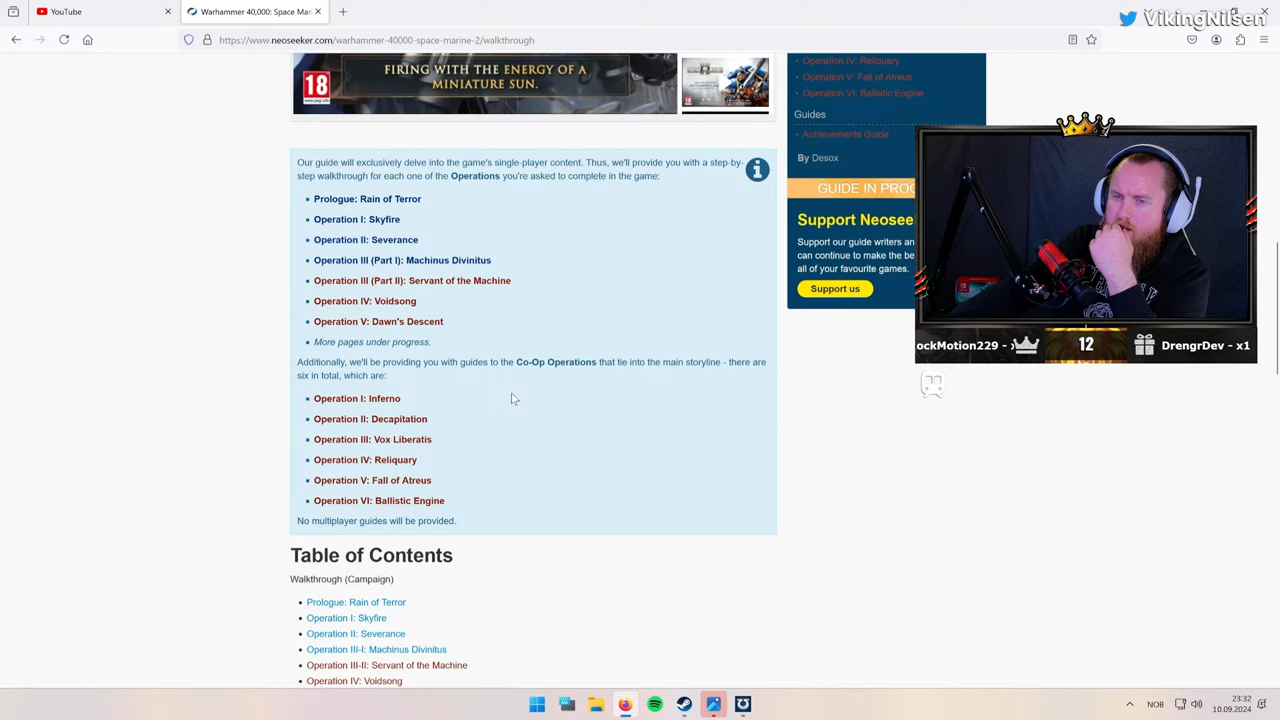 YouTube
Warhammer 40,000: Space Mar
VikingNilsen
https://www.neoseeker.com/warhammer-40000-space-marine-2/walkthrough
FIRING WITH THE ENERGY OF A
MINIATURE SUN.
18
www.pegi.info
Operation IV: Reliquary
Operation V: Fall of Atreus
Operation VI: Ballistic Engine
Guides
Achievements Guide
By Desox
GUIDE IN PROG
Support Neosee
Support our guide writers an
can continue to make the be
all of your favourite games.
Support us
Our guide will exclusively delve into the game's single-player content. Thus, we'll provide you with a step-by-
step walkthrough for each one of the Operations you're asked to complete in the game:
Prologue: Rain of Terror
Operation I: Skyfire
Operation II: Severance
Operation III (Part I): Machinus Divinitus
Operation III (Part II): Servant of the Machine
Operation IV: Voidsong
Operation V: Dawn's Descent
More pages under progress.
Additionally, we'll be providing you with guides to the Co-Op Operations that tie into the main storyline - there are
six in total, which are:
Operation I: Inferno
Operation II: Decapitation
Operation III: Vox Liberatis
Operation IV: Reliquary
Operation V: Fall of Atreus
Operation VI: Ballistic Engine
No multiplayer guides will be provided.
ockMotion229 - x
12
DrengrDev - x1
Table of Contents
Walkthrough (Campaign)
Prologue: Rain of Terror
Operation I: Skyfire
Operation II: Severance
Operation III-I: Machinus Divinitus
Operation III-II: Servant of the Machine
Operation IV: Voidsong
NOB
23:32
10.09.2024